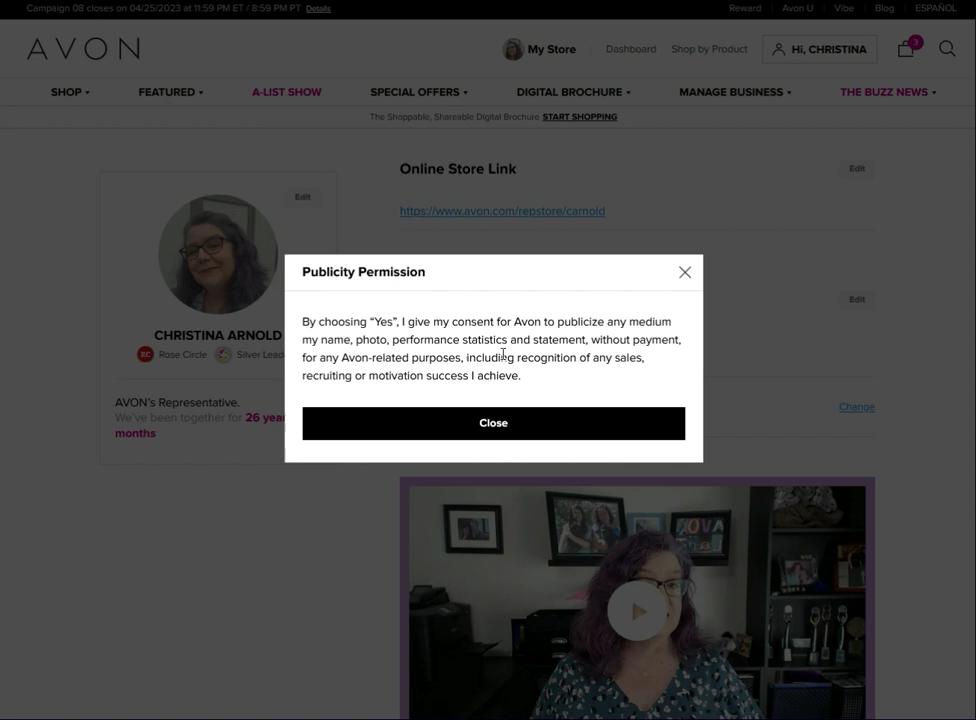 Campaign 08 closes on 04/25/2023 at 11:59 PM ET / 8:59 PM PT Details
Reward Avon U Vibe Blog ESPAÑOL
AVON
My Store Dashboard Shop by Product Hi, CHRISTINA 3
SHOP FEATURED A-LIST SHOW SPECIAL OFFERS DIGITAL BROCHURE MANAGE BUSINESS THE BUZZ NEWS
The Shoppable, Shareable Digital Brochure START SHOPPING
Edit
CHRISTINA ARNOLD
RC Rose Circle Silver Lead
AVON's Representative.
We've been together for 26 year
months
Online Store Link Edit
https://www.avon.com/repstore/carnold
Edit
Change
Publicity Permission
By choosing “Yes”, I give my consent for Avon to publicize any medium
my name, photo, performance statistics and statement, without payment,
for any Avon-related purposes, including recognition of any sales,
recruiting or motivation success I achieve.
Close